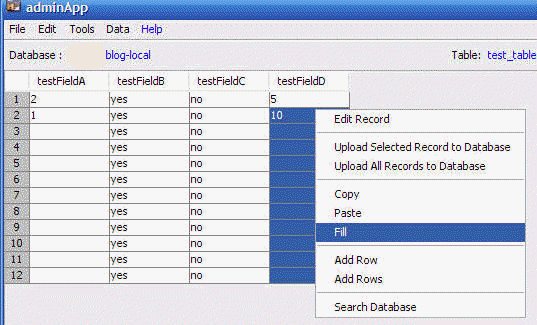 adminApp
File Edit Tools Data Help
Database : blog-local Table: test_table
testFieldA testFieldB testFieldC testFieldD
1 2 yes no 5
2 1 yes no 10
3 yes no
4 yes no
5 yes no
6 yes no
7 yes no
8 yes no
9 yes no
10 yes no
11 yes no
12 yes no
Edit Record
Upload Selected Record to Database
Upload All Records to Database
Copy
Paste
Fill
Add Row
Add Rows
Search Database